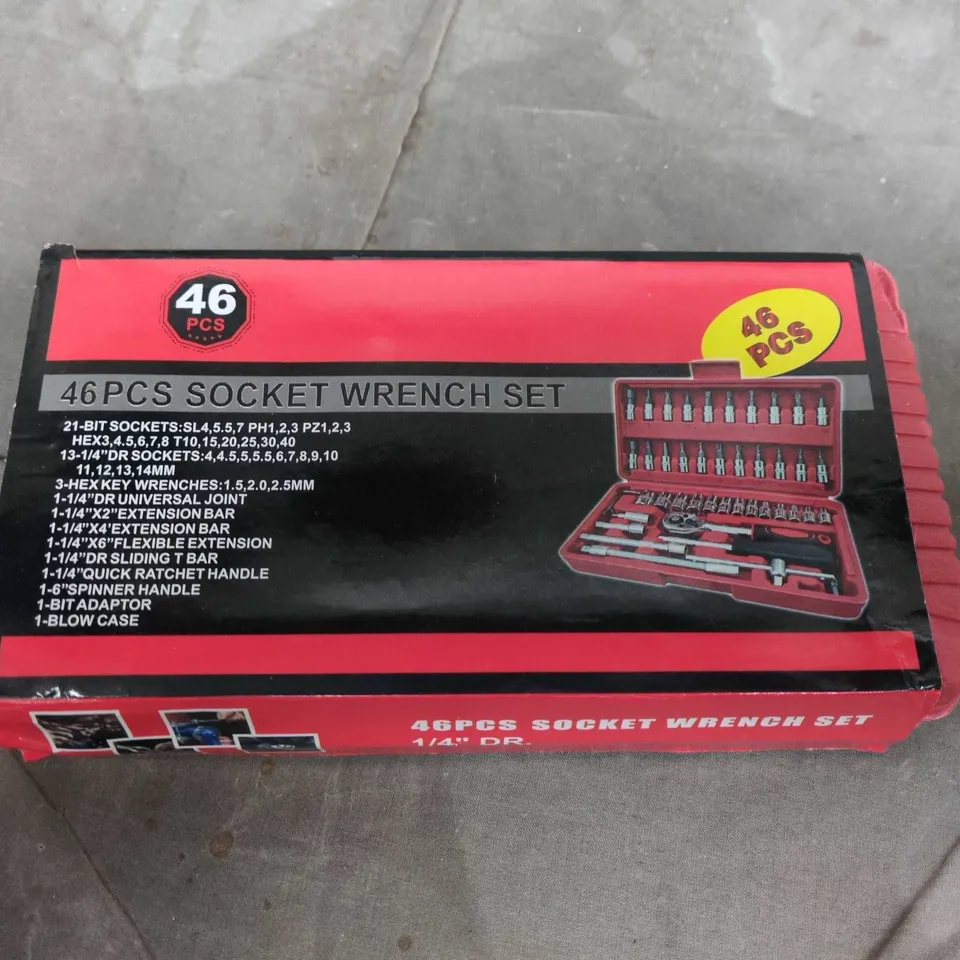 46
PCS
46
PCS
46PCS SOCKET WRENCH SET
21-BIT SOCKETS:SL4,5.5,7 PH1,2,3 PZ1,2,3
HEX3,4.5,6,7,8 T10,15,20,25,30,40
13-1/4"DR SOCKETS:4,4.5,5,5.5,6,7,8,9,10
11,12,13,14MM
3-HEX KEY WRENCHES:1.5,2.0,2.5MM
1-1/4"DR UNIVERSAL JOINT
1-1/4"X2"EXTENSION BAR
1-1/4"X4'EXTENSION BAR
1-1/4"X6"FLEXIBLE EXTENSION
1-1/4"DR SLIDING T BAR
1-1/4"QUICK RATCHET HANDLE
1-6"SPINNER HANDLE
1-BIT ADAPTOR
1-BLOW CASE
46PCS SOCKET WRENCH SET
1/4" DR.